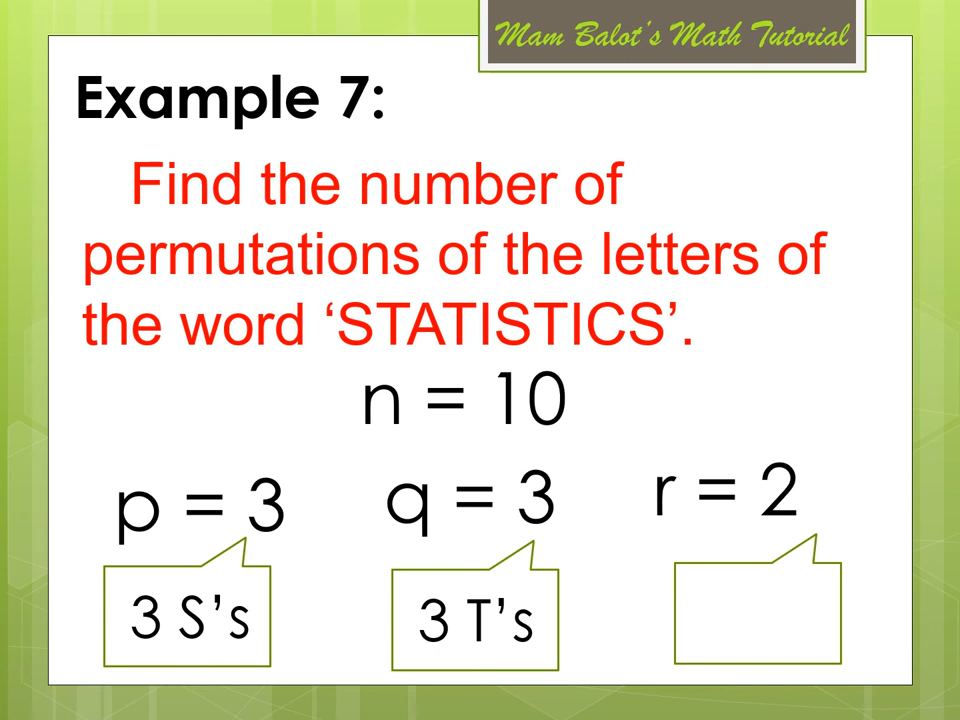 Mam Balot's Math Tutorial
Example 7:
Find the number of
permutations of the letters of
the word ‘STATISTICS’.
n = 10
p = 3
q = 3
r = 2
3 S’s
3 T’s